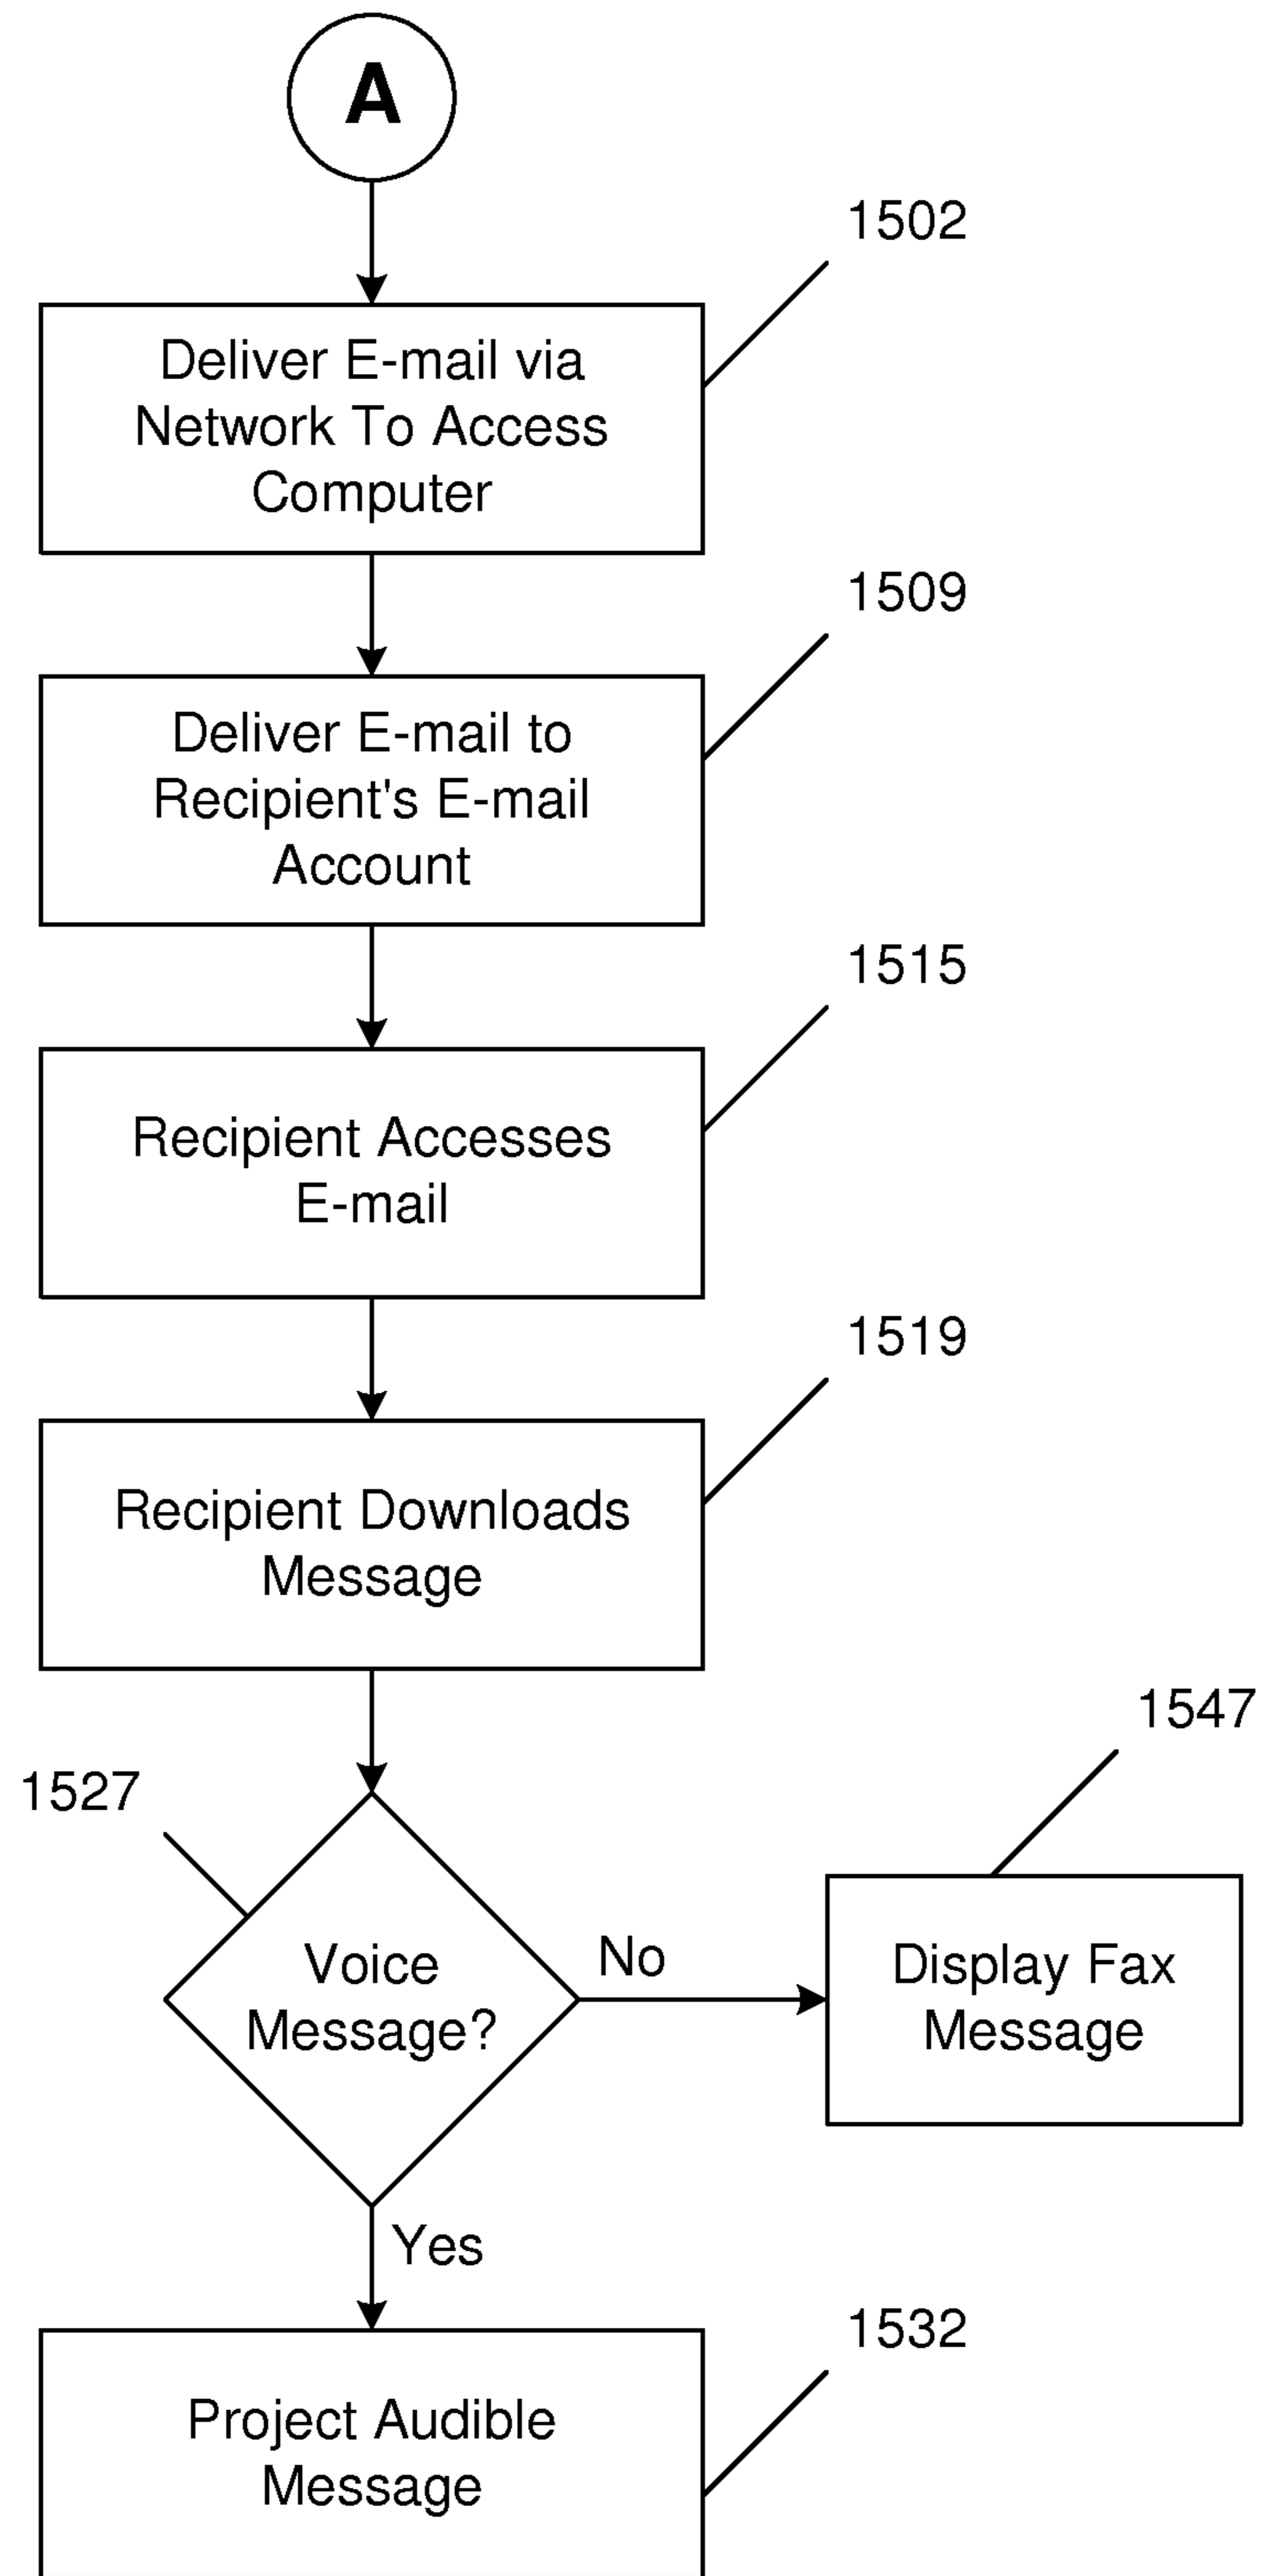 A
1502
Deliver E-mail via
Network To Access
Computer
1509
Deliver E-mail to
Recipient's E-mail
Account
1515
Recipient Accesses
E-mail
1519
Recipient Downloads
Message
1547
1527
Voice
Message?
No
Display Fax
Message
Yes
1532
Project Audible
Message